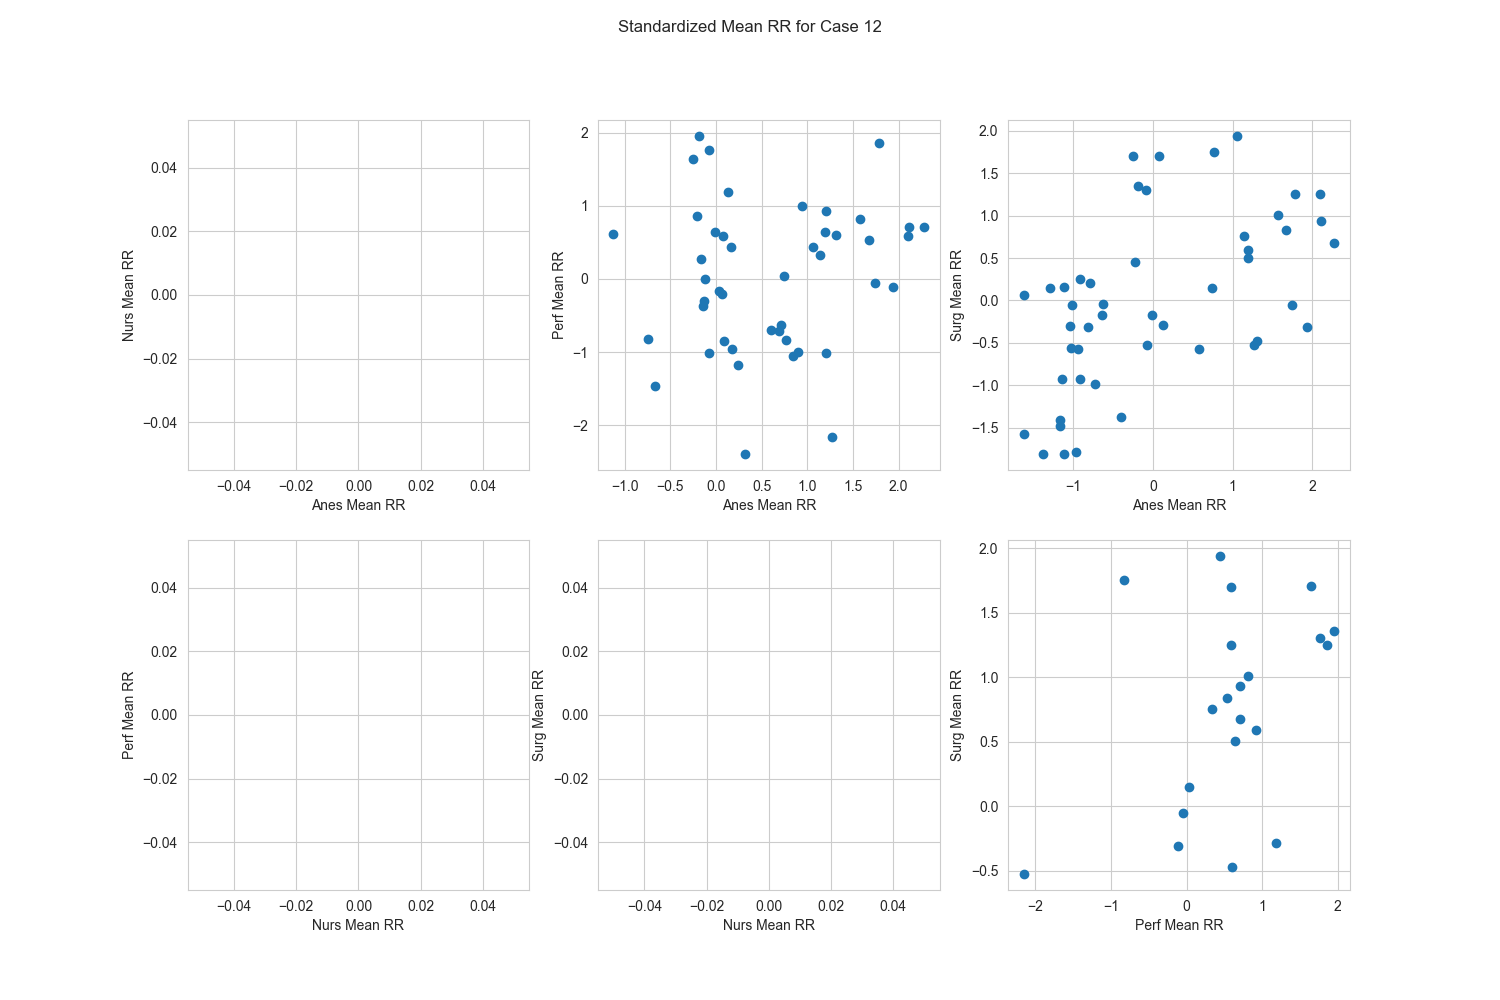 Standardized Mean RR for Case 12
0.04
0.02
0.00
−0.02
−0.04
Nurs Mean RR
−0.04 −0.02 0.00 0.02 0.04
Anes Mean RR
2
1
0
−1
−2
Perf Mean RR
−1.0 −0.5 0.0 0.5 1.0 1.5 2.0
Anes Mean RR
2.0
1.5
1.0
0.5
0.0
−0.5
−1.0
−1.5
Surg Mean RR
−1 0 1 2
Anes Mean RR
0.04
0.02
0.00
−0.02
−0.04
Perf Mean RR
−0.04 −0.02 0.00 0.02 0.04
Nurs Mean RR
0.04
0.02
0.00
−0.02
−0.04
Surg Mean RR
−0.04 −0.02 0.00 0.02 0.04
Nurs Mean RR
2.0
1.5
1.0
0.5
0.0
−0.5
Surg Mean RR
−2 −1 0 1 2
Perf Mean RR